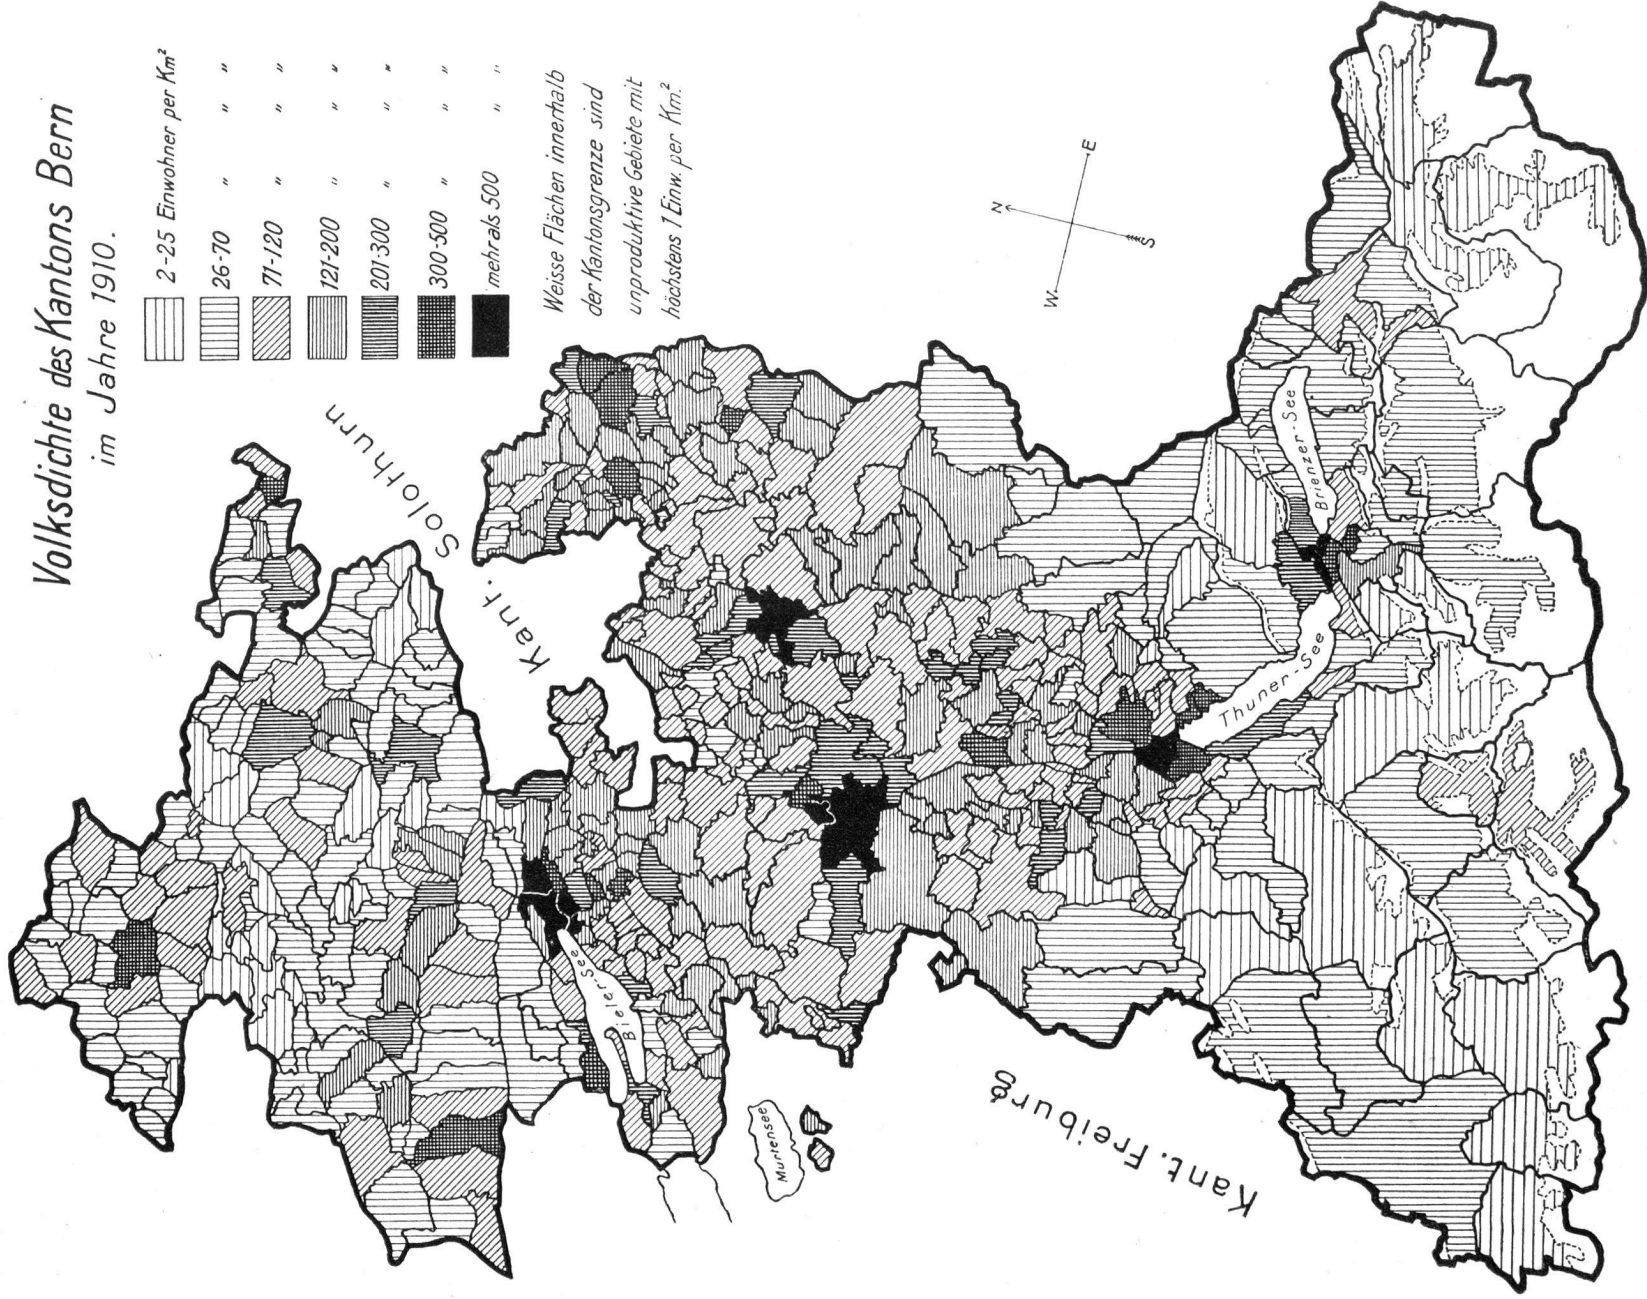 Volksdichte des Kantons Bern
im Jahre 1910.
2-25 Einwohner per Km²
26-70 " " "
71-120 " " "
121-200 " " "
201-300 " " "
300-500 " " "
mehr als 500 " "
Weisse Flächen innerhalb
der Kantonsgrenze sind
unproduktive Gebiete mit
höchstens 1 Einw. per Km.²
N
E
S
W
Kant. Solothurn
Bieler-See
Murtensee
Kant. Freiburg
Thuner-See
Brienzer-See